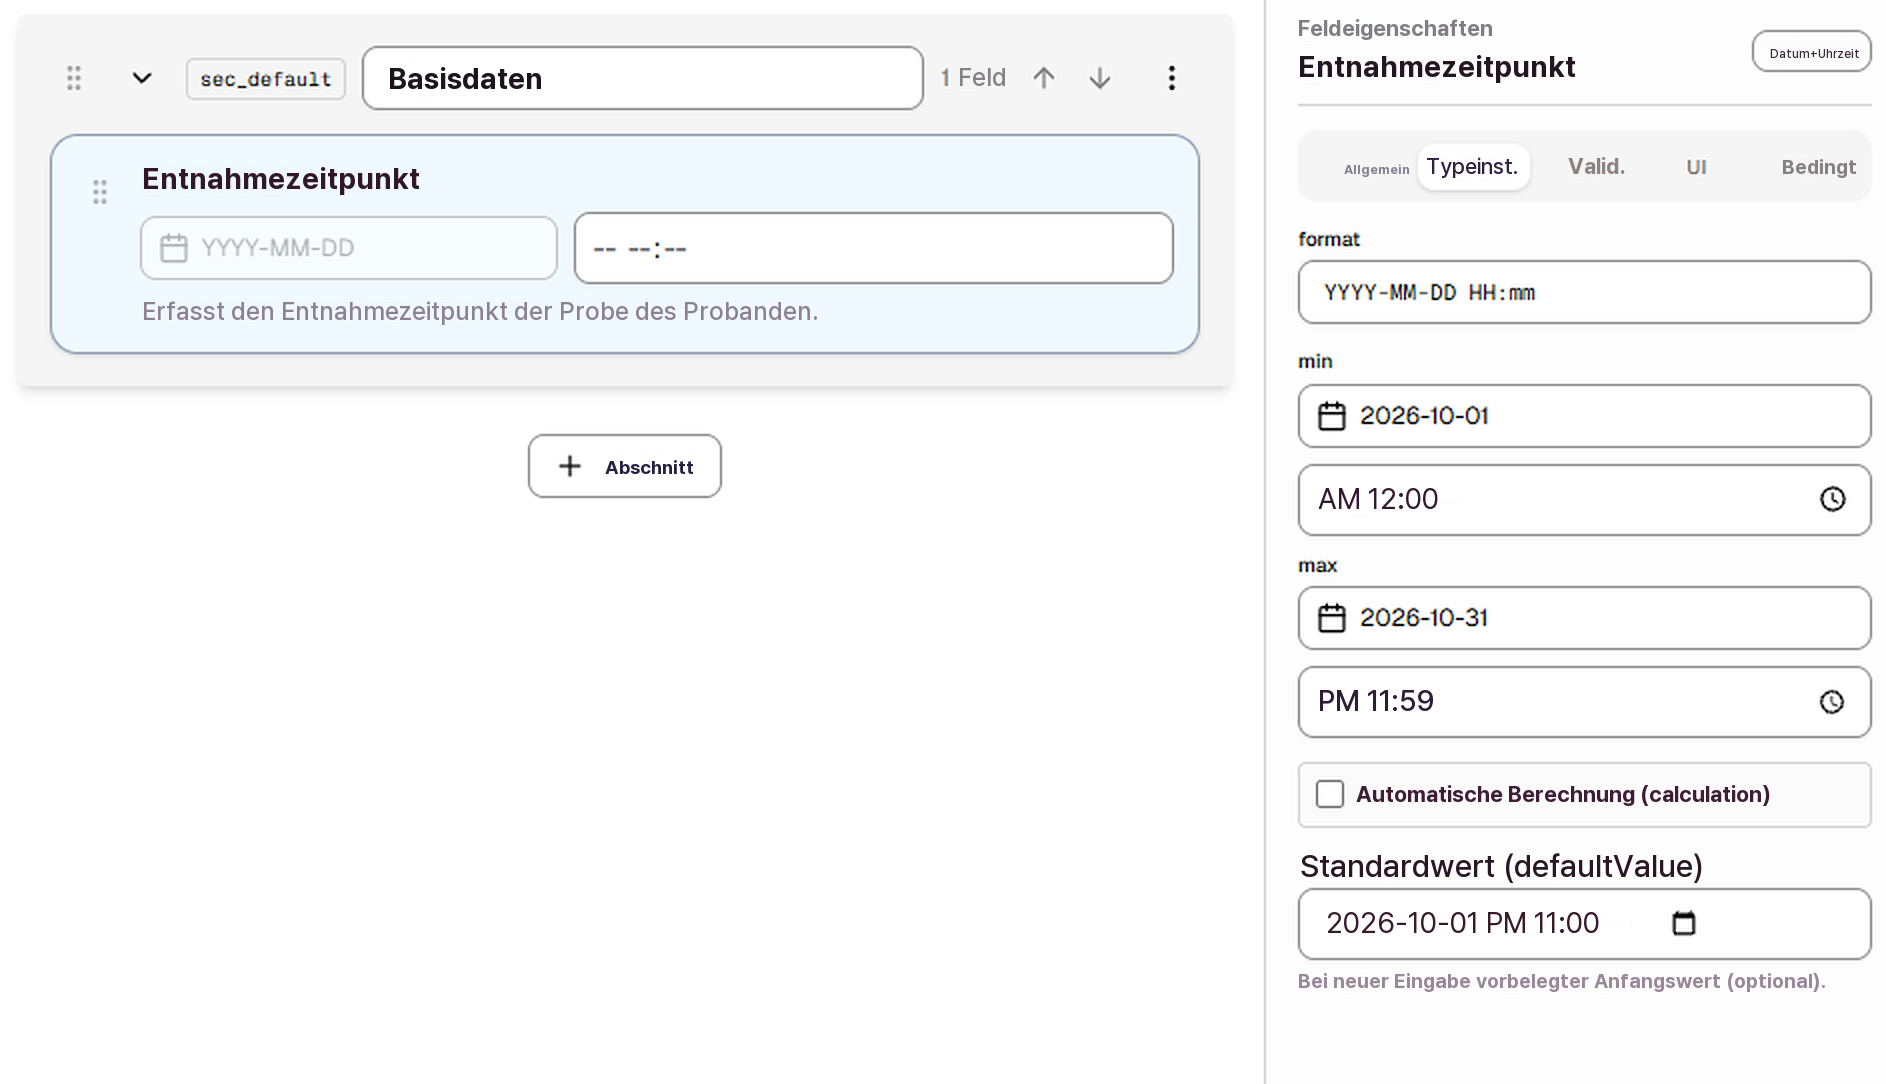 sec_default
Basisdaten
1 Feld
Entnahmezeitpunkt
YYYY-MM-DD
-- --:--
Erfasst den Entnahmezeitpunkt der Probe des Probanden.
Abschnitt
Feldeigenschaften
Entnahmezeitpunkt
Datum+Uhrzeit
Allgemein
Typeinst.
Valid.
UI
Bedingt
format
YYYY-MM-DD HH:mm
min
2026-10-01
AM 12:00
max
2026-10-31
PM 11:59
Automatische Berechnung (calculation)
Standardwert (defaultValue)
2026-10-01 PM 11:00
Bei neuer Eingabe vorbelegter Anfangswert (optional).